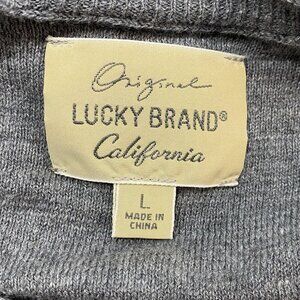 Original
LUCKY BRAND®
California
L
MADE IN
CHINA